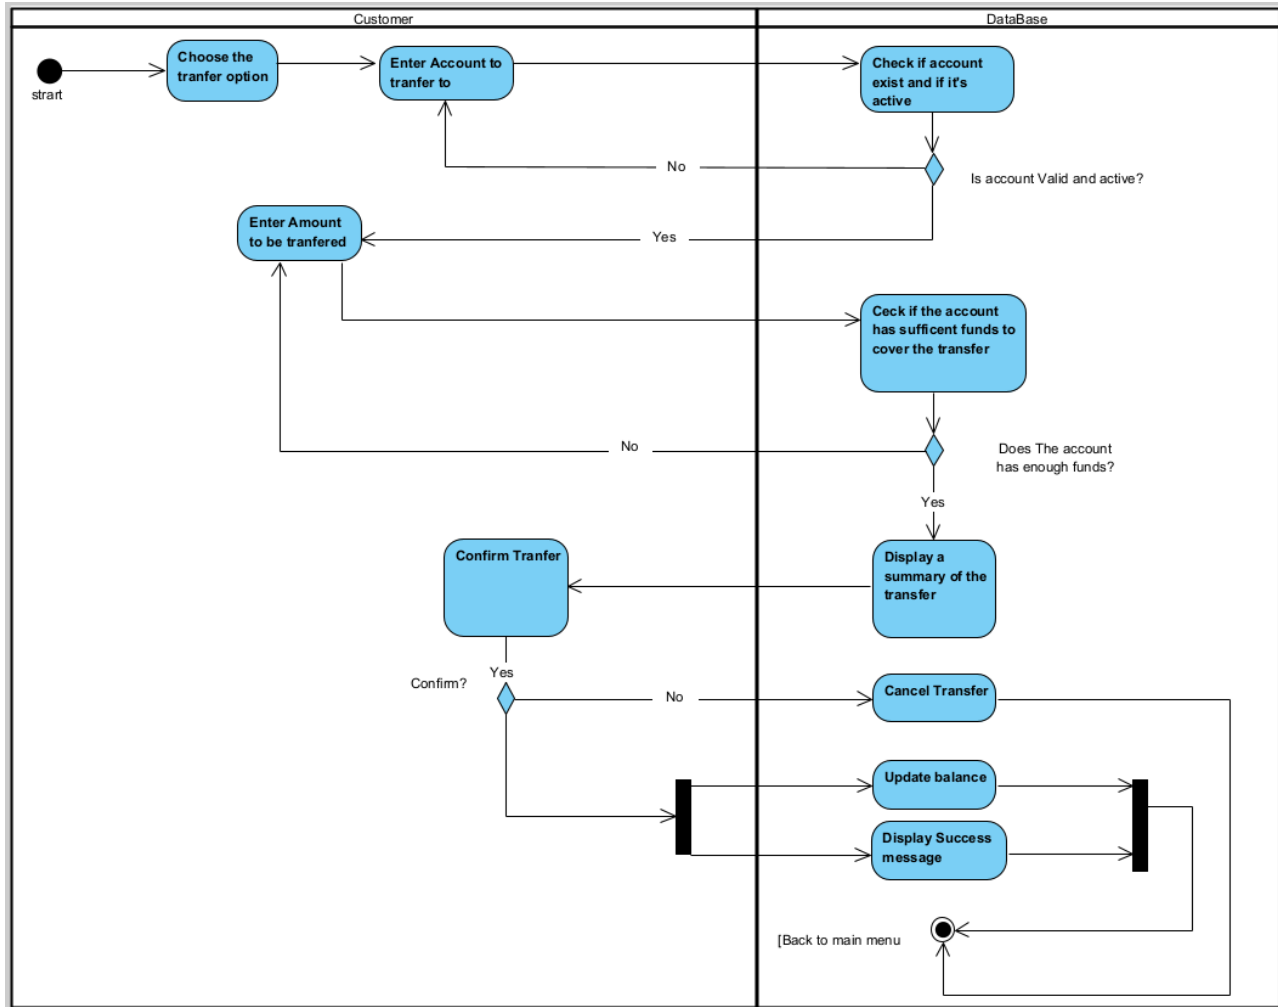 Customer
DataBase
Choose the
tranfer option
Enter Account to
tranfer to
Check if account
exist and if it's
active
strart
No
Is account Valid and active?
Enter Amount
to be tranfered
Yes
Ceck if the account
has sufficent funds to
cover the transfer
No
Does The account
has enough funds?
Yes
Confirm Tranfer
Display a
summary of the
transfer
Yes
Confirm?
No
Cancel Transfer
Update balance
Display Success
message
[Back to main menu